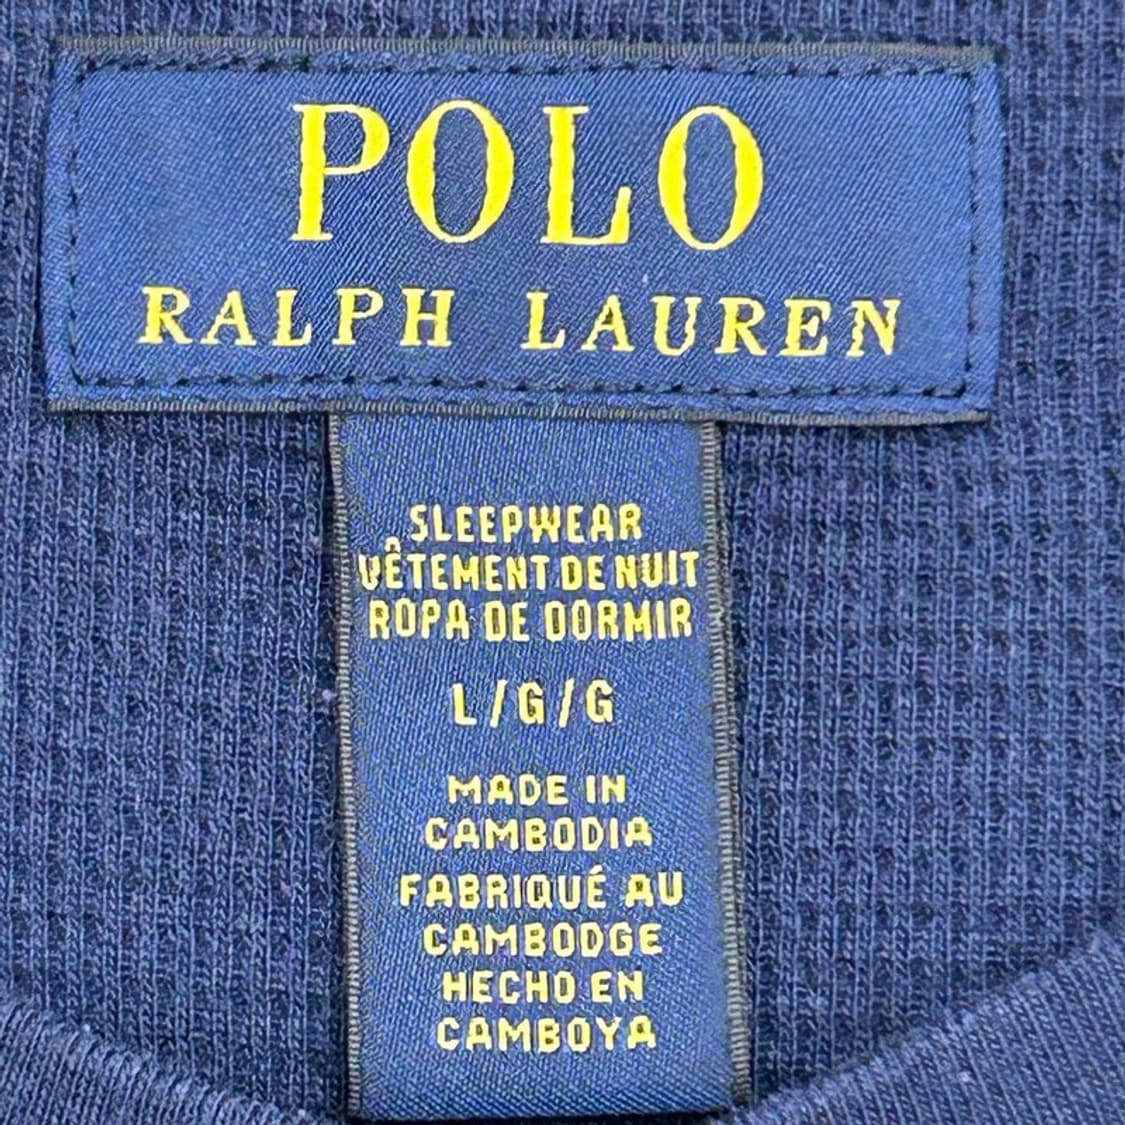 POLO
RALPH LAUREN
SLEEPWEAR
VÊTEMENT DE NUIT
ROPA DE DORMIR
L/G/G
MADE IN
CAMBODIA
FABRIQUÉ AU
CAMBODGE
HECHO EN
CAMBOYA